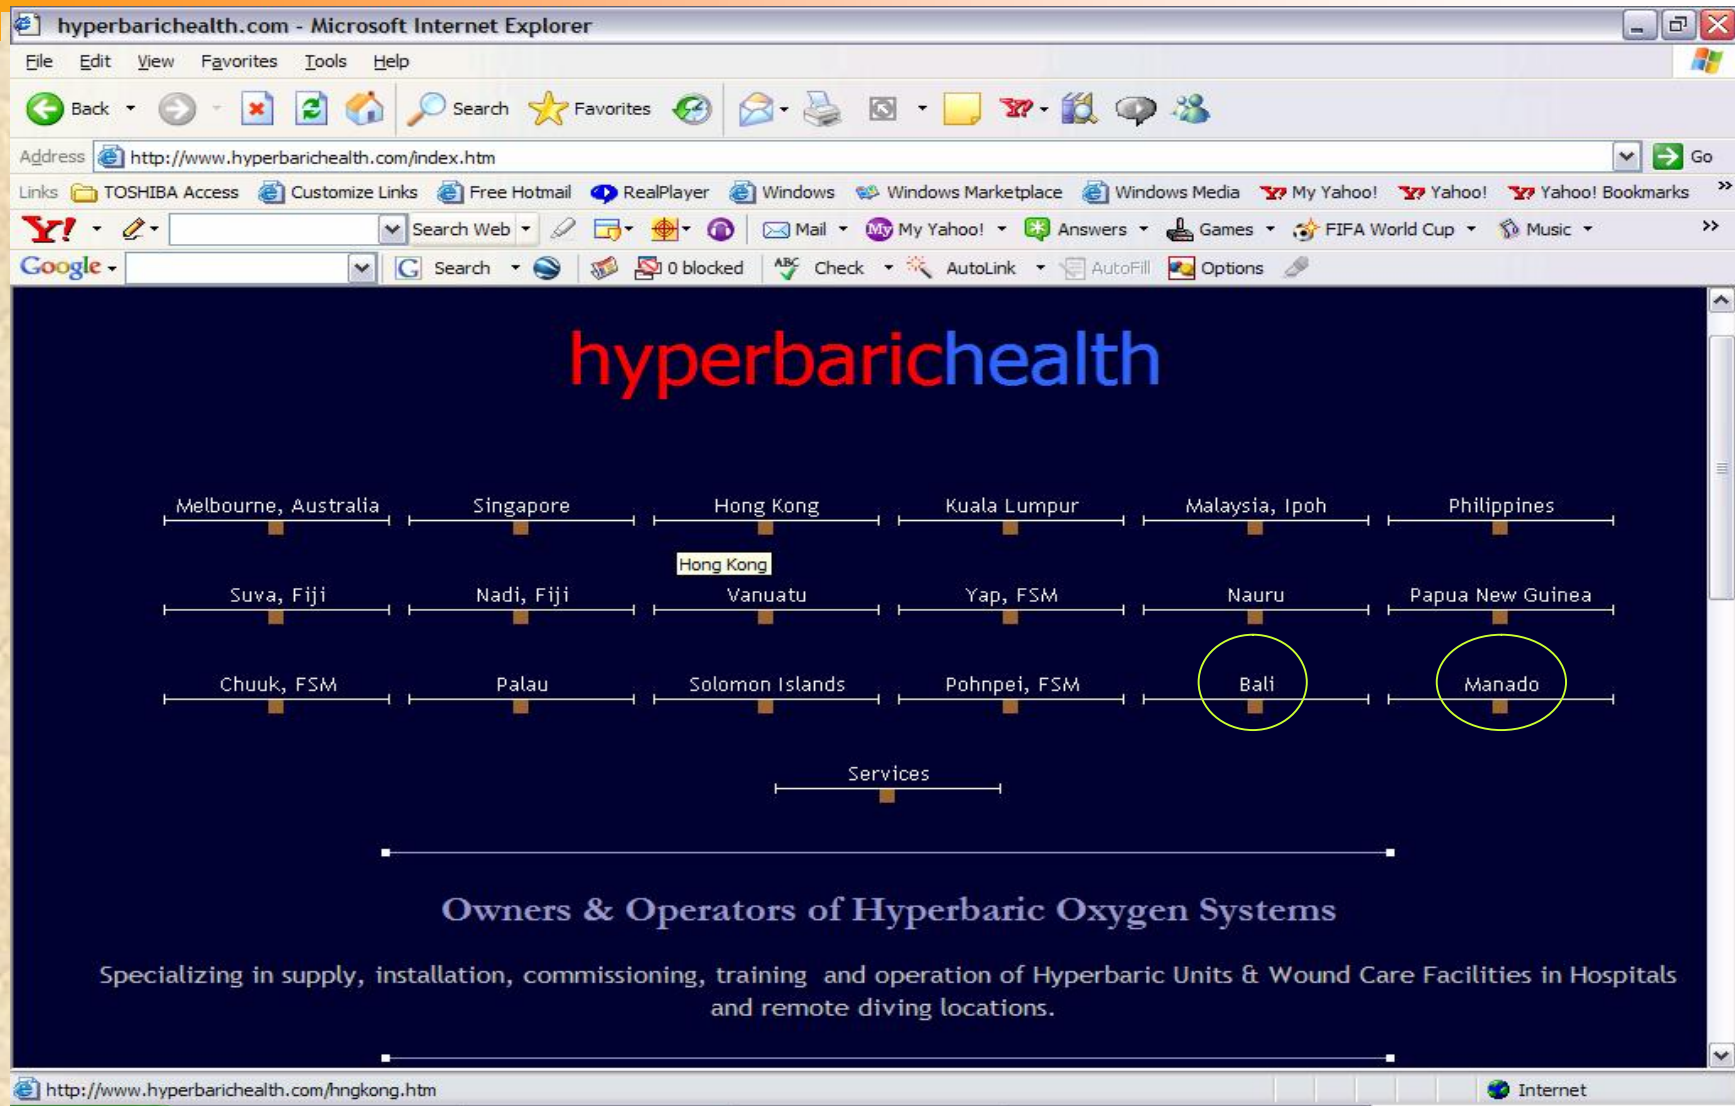 hyperbarichealth.com - Microsoft Internet Explorer
File Edit View Favorites Tools Help
Back Search Favorites
Address http://www.hyperbarichealth.com/index.htm Go
Links TOSHIBA Access Customize Links Free Hotmail RealPlayer Windows Windows Marketplace Windows Media My Yahoo! Yahoo! Yahoo! Bookmarks »
Y! Search Web Mail My My Yahoo! Answers Games FIFA World Cup Music »
Google G Search 0 blocked ABC Check AutoLink AutoFill Options
hyperbarichealth
Melbourne, Australia Singapore Hong Kong Kuala Lumpur Malaysia, Ipoh Philippines
Hong Kong
Suva, Fiji Nadi, Fiji Vanuatu Yap, FSM Nauru Papua New Guinea
Chuuk, FSM Palau Solomon Islands Pohnpei, FSM Bali Manado
Services
Owners & Operators of Hyperbaric Oxygen Systems
Specializing in supply, installation, commissioning, training and operation of Hyperbaric Units & Wound Care Facilities in Hospitals
and remote diving locations.
http://www.hyperbarichealth.com/hngkong.htm Internet